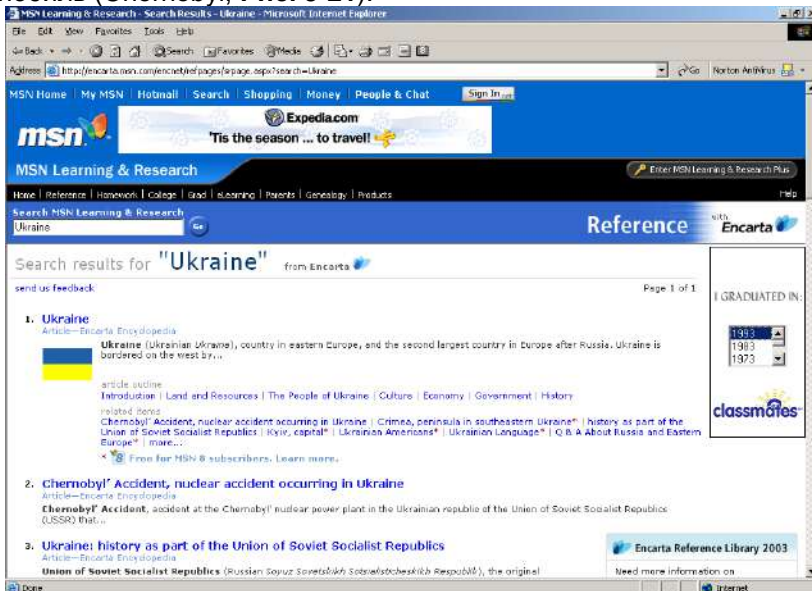 MSN Learning & Research - Search Results - Ukraine - Microsoft Internet Explorer
File Edit View Favorites Tools Help
Back Search Favorites Media
Address http://encarta.msn.com/encnet/refpages/srpage.aspx?search=Ukraine Go Norton AntiVirus
MSN Home | My MSN | Hotmail | Search | Shopping | Money | People & Chat Sign In .net
msn Expedia.com
'Tis the season ... to travel!
MSN Learning & Research Enter MSN Learning & Research Plus
Home | Reference | Homework | College | Grad | eLearning | Parents | Genealogy | Products Help
Search MSN Learning & Research
Ukraine Go Reference with Encarta
Search results for "Ukraine" from Encarta
send us feedback Page 1 of 1
I GRADUATED IN:
1993
1983
1973
classmates
1. Ukraine
Article—Encarta Encyclopedia
Ukraine (Ukrainian Ukrayina), country in eastern Europe, and the second largest country in Europe after Russia. Ukraine is
bordered on the west by...
article outline
Introduction | Land and Resources | The People of Ukraine | Culture | Economy | Government | History
related items
Chernobyl' Accident, nuclear accident occurring in Ukraine | Crimea, peninsula in southeastern Ukraine* | history as part of the
Union of Soviet Socialist Republics | Kyiv, capital* | Ukrainian Americans* | Ukrainian Language* | Q & A About Russia and Eastern
Europe* | more...
* 8 Free for MSN 8 subscribers. Learn more.
2. Chernobyl' Accident, nuclear accident occurring in Ukraine
Article—Encarta Encyclopedia
Chernobyl' Accident, accident at the Chernobyl' nuclear power plant in the Ukrainian republic of the Union of Soviet Socialist Republics
(USSR) that...
3. Ukraine: history as part of the Union of Soviet Socialist Republics
Article—Encarta Encyclopedia
Union of Soviet Socialist Republics (Russian Soyuz Sovetskikh Sotsialisticheskikh Respublik), the original
Encarta Reference Library 2003
Need more information on
Done Internet